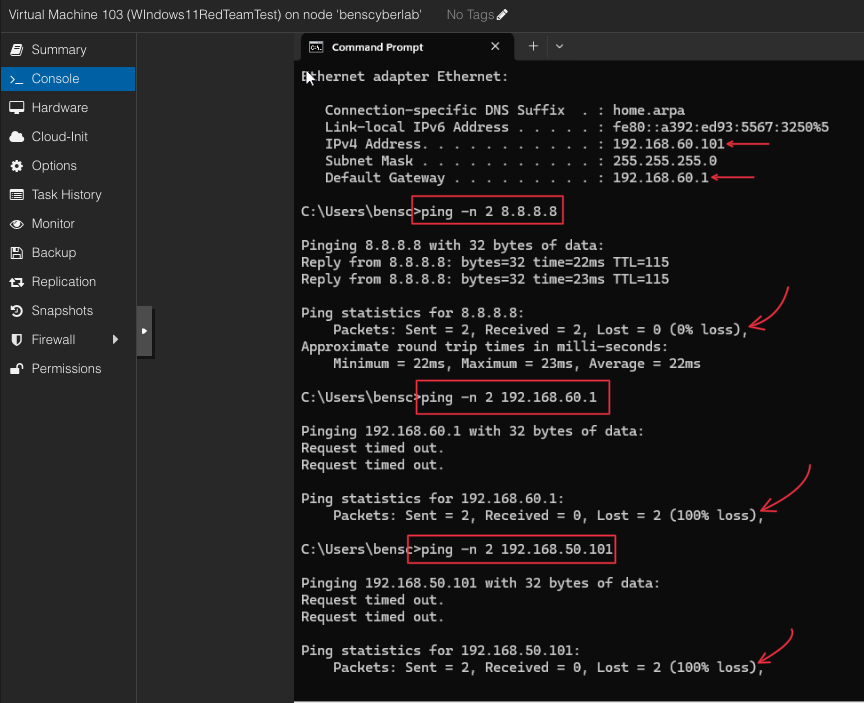 Virtual Machine 103 (WIndows11RedTeamTest) on node 'benscyberlab' No Tags
Summary
Console
Hardware
Cloud-Init
Options
Task History
Monitor
Backup
Replication
Snapshots
Firewall
Permissions
Command Prompt
Ethernet adapter Ethernet:
Connection-specific DNS Suffix . : home.arpa
Link-local IPv6 Address . . . . . : fe80::a392:ed93:5567:3250%5
IPv4 Address. . . . . . . . . . . : 192.168.60.101
Subnet Mask . . . . . . . . . . . : 255.255.255.0
Default Gateway . . . . . . . . . : 192.168.60.1
C:\Users\bensc>ping -n 2 8.8.8.8
Pinging 8.8.8.8 with 32 bytes of data:
Reply from 8.8.8.8: bytes=32 time=22ms TTL=115
Reply from 8.8.8.8: bytes=32 time=23ms TTL=115
Ping statistics for 8.8.8.8:
Packets: Sent = 2, Received = 2, Lost = 0 (0% loss),
Approximate round trip times in milli-seconds:
Minimum = 22ms, Maximum = 23ms, Average = 22ms
C:\Users\bensc>ping -n 2 192.168.60.1
Pinging 192.168.60.1 with 32 bytes of data:
Request timed out.
Request timed out.
Ping statistics for 192.168.60.1:
Packets: Sent = 2, Received = 0, Lost = 2 (100% loss),
C:\Users\bensc>ping -n 2 192.168.50.101
Pinging 192.168.50.101 with 32 bytes of data:
Request timed out.
Request timed out.
Ping statistics for 192.168.50.101:
Packets: Sent = 2, Received = 0, Lost = 2 (100% loss),